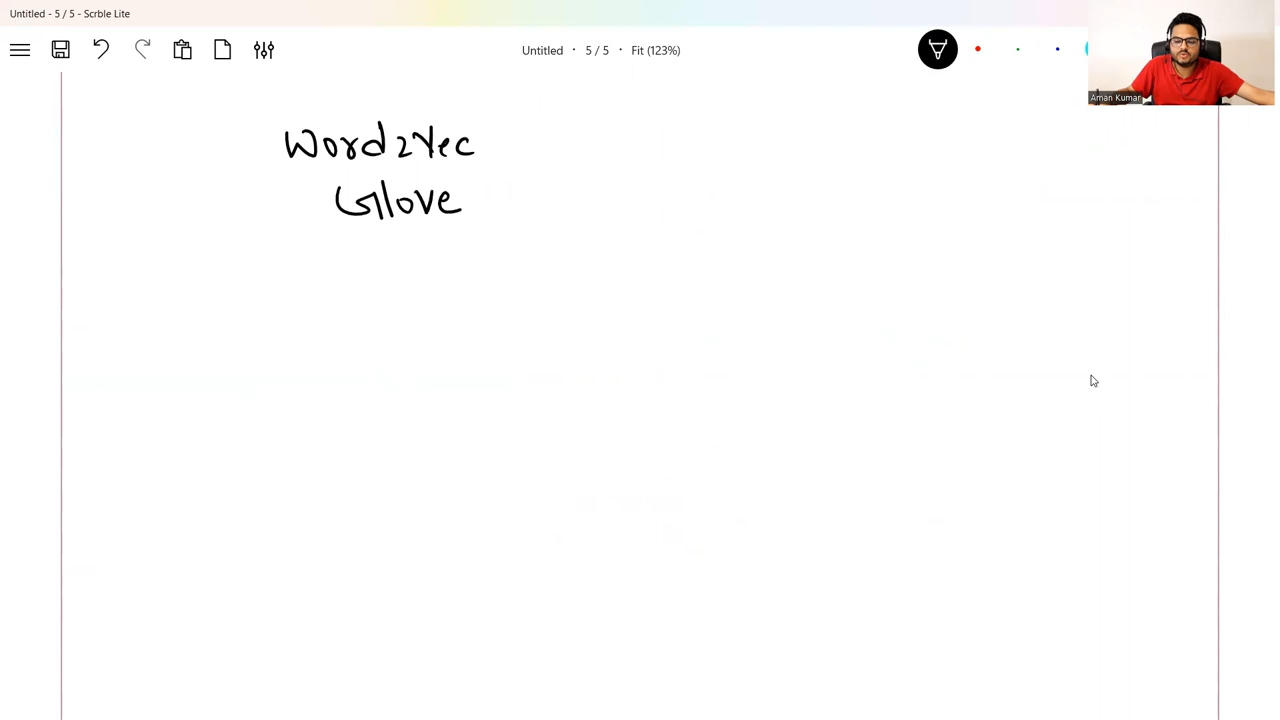 Untitled - 5 / 5 - Scrble Lite
Untitled · 5 / 5 · Fit (123%)
Aman Kumar
Word2Vec
Glove